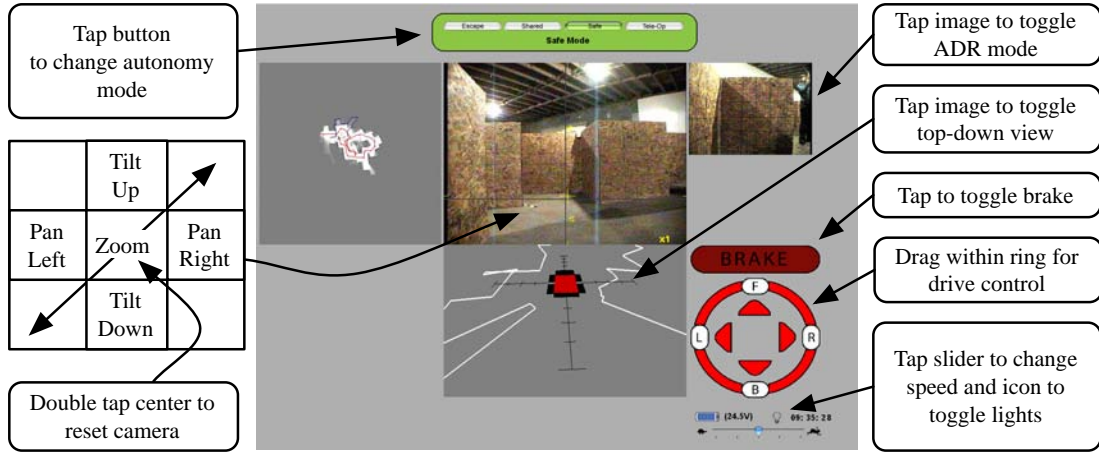 Tap button
to change autonomy
mode
Escape
Shared
Safe
Tele-Op
Safe Mode
Tap image to toggle
ADR mode
Tap image to toggle
top-down view
Tilt
Up
Pan
Left
Zoom
Pan
Right
Tilt
Down
x1
Tap to toggle brake
BRAKE
Drag within ring for
drive control
F
L
R
B
Double tap center to
reset camera
Tap slider to change
speed and icon to
toggle lights
(24.5V)
09: 35: 28